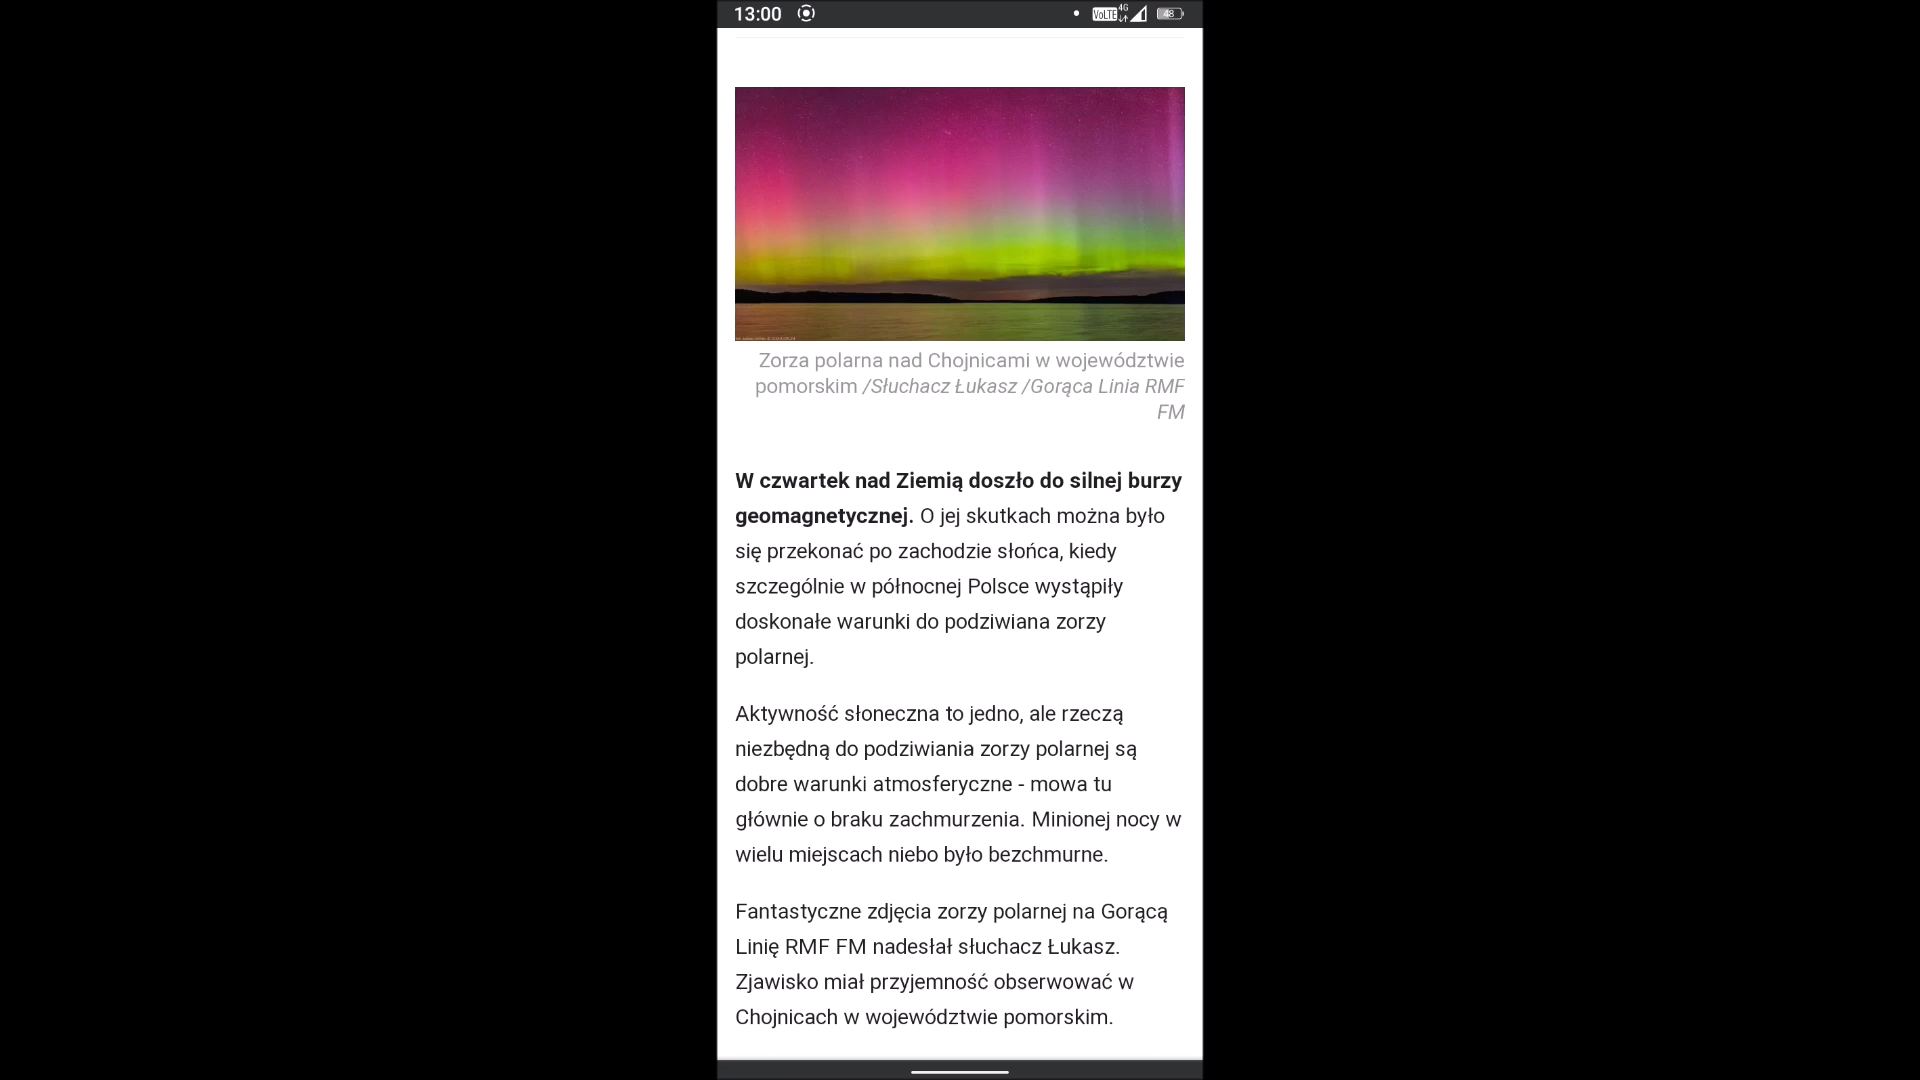 13:00
VoLTE 4G 48
Zorza polarna nad Chojnicami w województwie
pomorskim /Słuchacz Łukasz /Gorąca Linia RMF
FM
W czwartek nad Ziemią doszło do silnej burzy
geomagnetycznej. O jej skutkach można było
się przekonać po zachodzie słońca, kiedy
szczególnie w północnej Polsce wystąpiły
doskonałe warunki do podziwiana zorzy
polarnej.
Aktywność słoneczna to jedno, ale rzeczą
niezbędną do podziwiania zorzy polarnej są
dobre warunki atmosferyczne - mowa tu
głównie o braku zachmurzenia. Minionej nocy w
wielu miejscach niebo było bezchmurne.
Fantastyczne zdjęcia zorzy polarnej na Gorącą
Linię RMF FM nadesłał słuchacz Łukasz.
Zjawisko miał przyjemność obserwować w
Chojnicach w województwie pomorskim.